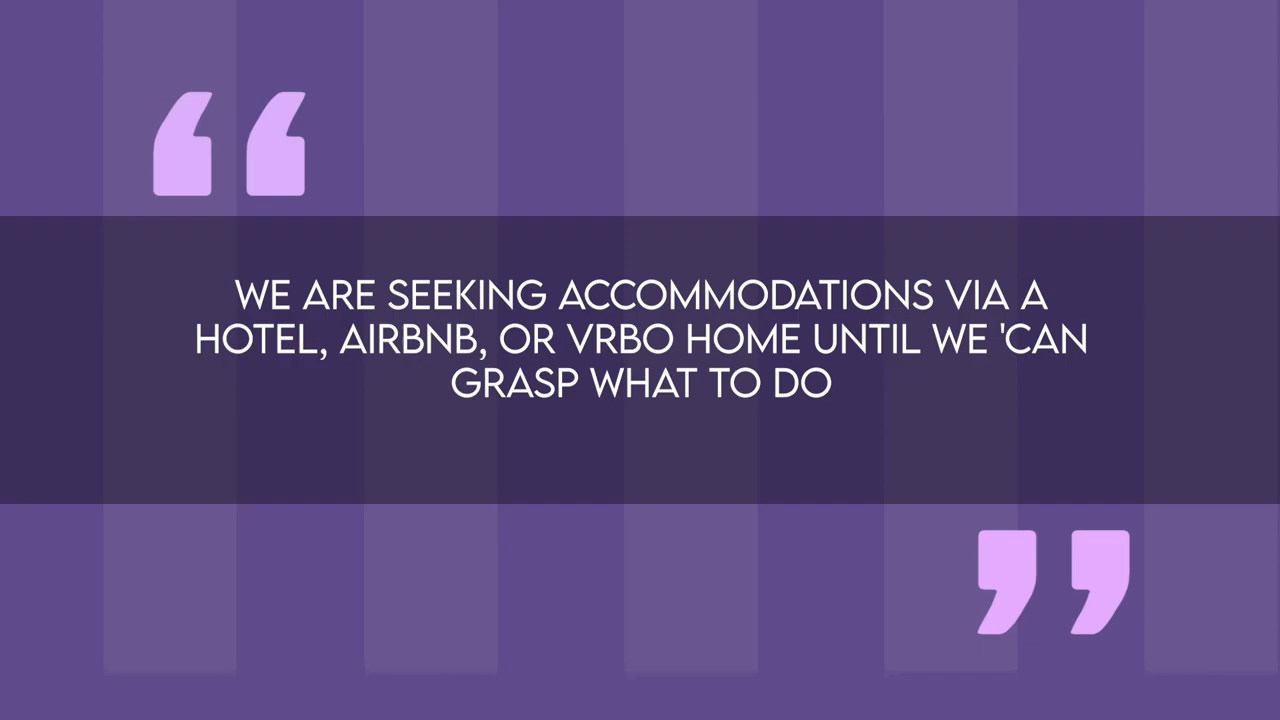 WE ARE SEEKING ACCOMMODATIONS VIA A
HOTEL, AIRBNB, OR VRBO HOME UNTIL WE 'CAN
GRASP WHAT TO DO